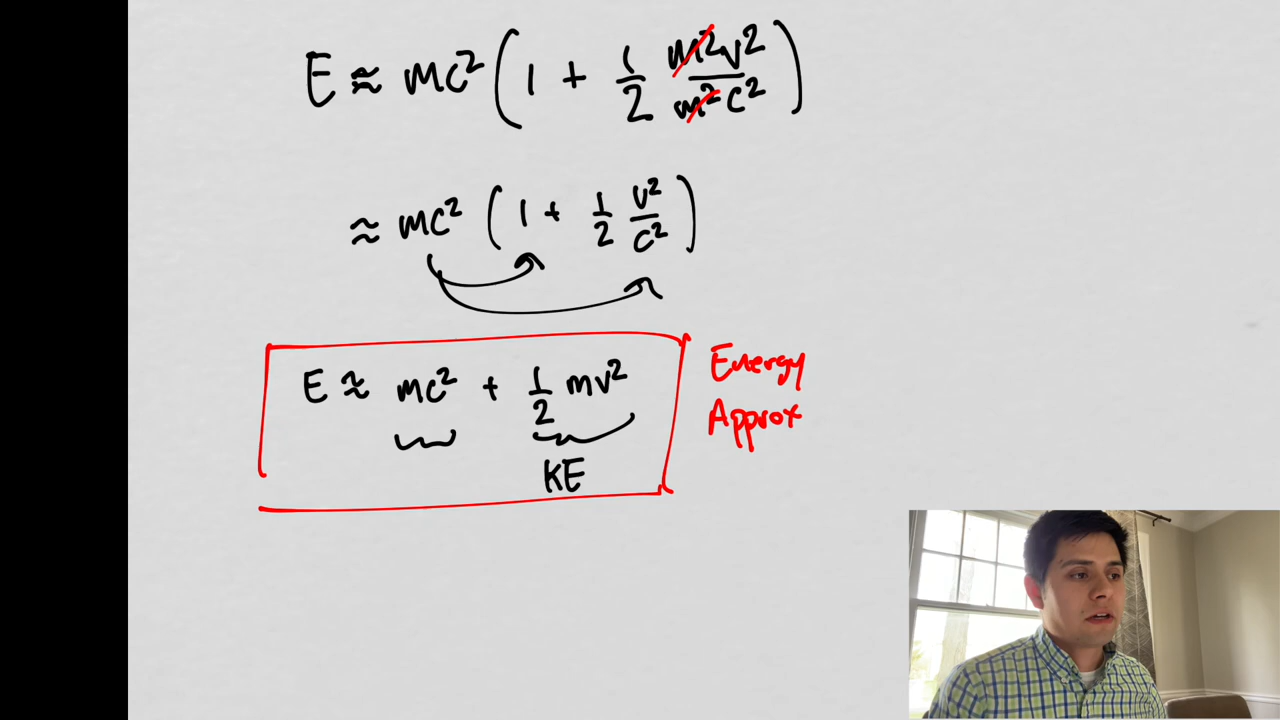 E ≈ mc² ( 1 + 1/2 m²v²/m²c² )
≈ mc² ( 1 + 1/2 v²/c² )
E ≈ mc² + 1/2 mv²
KE
Energy
Approx